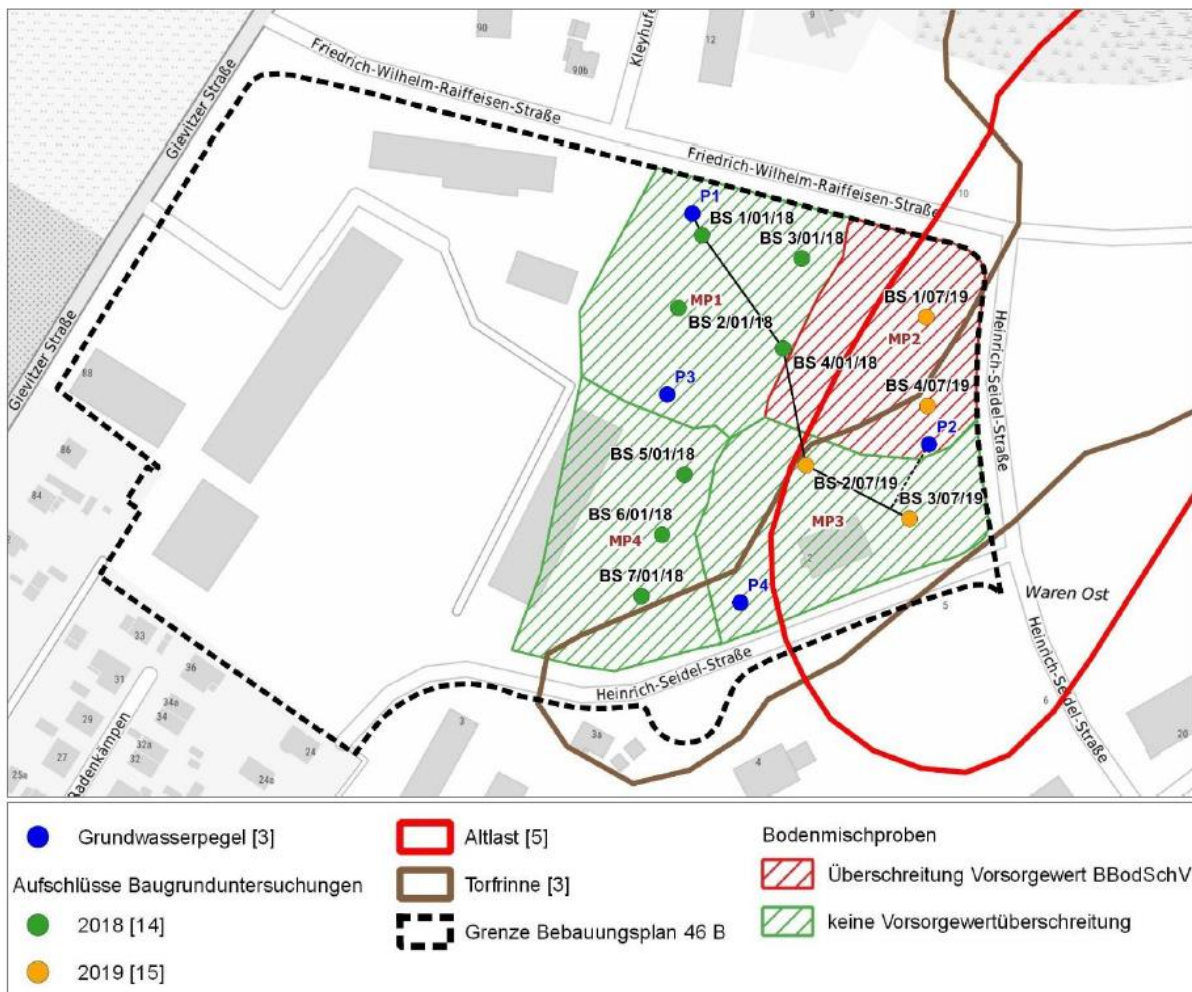 90
9
12
90b
Kleyhufe
Friedrich-Wilhelm-Raiffeisen-Straße
Gievitzer Straße
Friedrich-Wilhelm-Raiffeisen-Straße
10
P1
BS 1/01/18
BS 3/01/18
MP1
BS 2/01/18
BS 1/07/19
MP2
BS 4/01/18
Heinrich-Seidel-Straße
Gievitzer Straße
88
P3
BS 4/07/19
P2
86
BS 5/01/18
BS 2/07/19
84
BS 3/07/19
BS 6/01/18
MP4
MP3
2
BS 7/01/18
P4
Waren Ost
5
33
Heinrich-Seidel-Straße
Heinrich-Seidel-Straße
36
31
34a
34
29
3
3a
6
32a
32
27
24
4
20
25a
24a
Badenkämpen
Grundwasserpegel [3]
Aufschlüsse Baugrunduntersuchungen
2018 [14]
2019 [15]
Altlast [5]
Torfrinne [3]
Grenze Bebauungsplan 46 B
Bodenmischproben
Überschreitung Vorsorgewert BBodSchV
keine Vorsorgewertüberschreitung